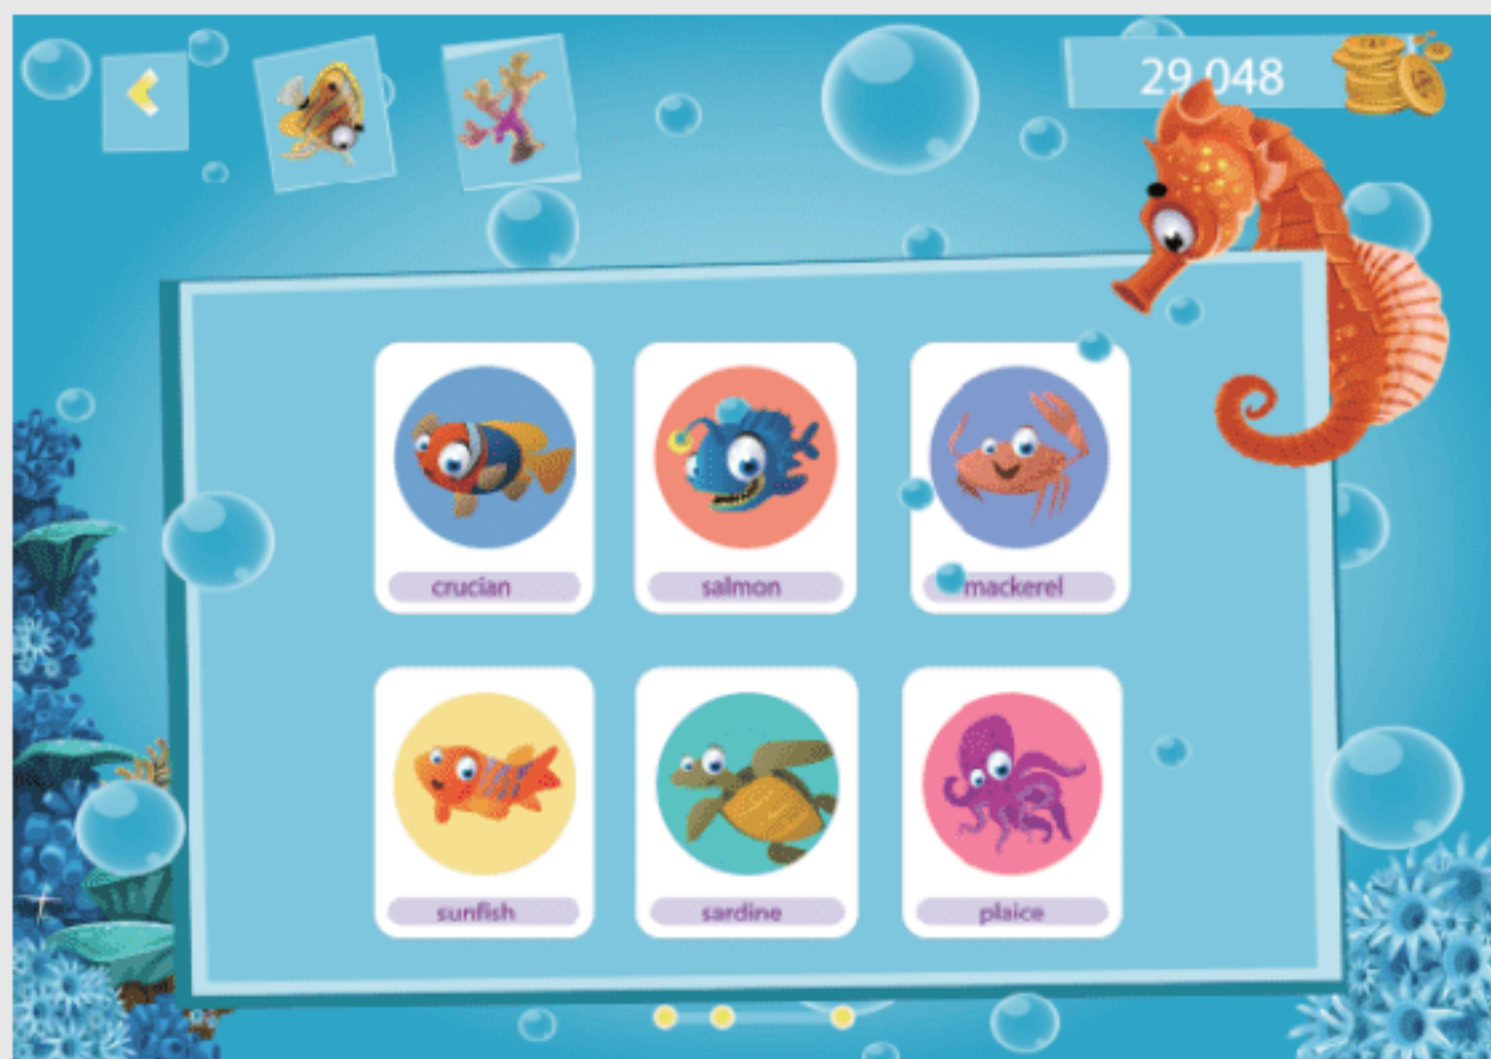 29 048
crucian
salmon
mackerel
sunfish
sardine
plaice